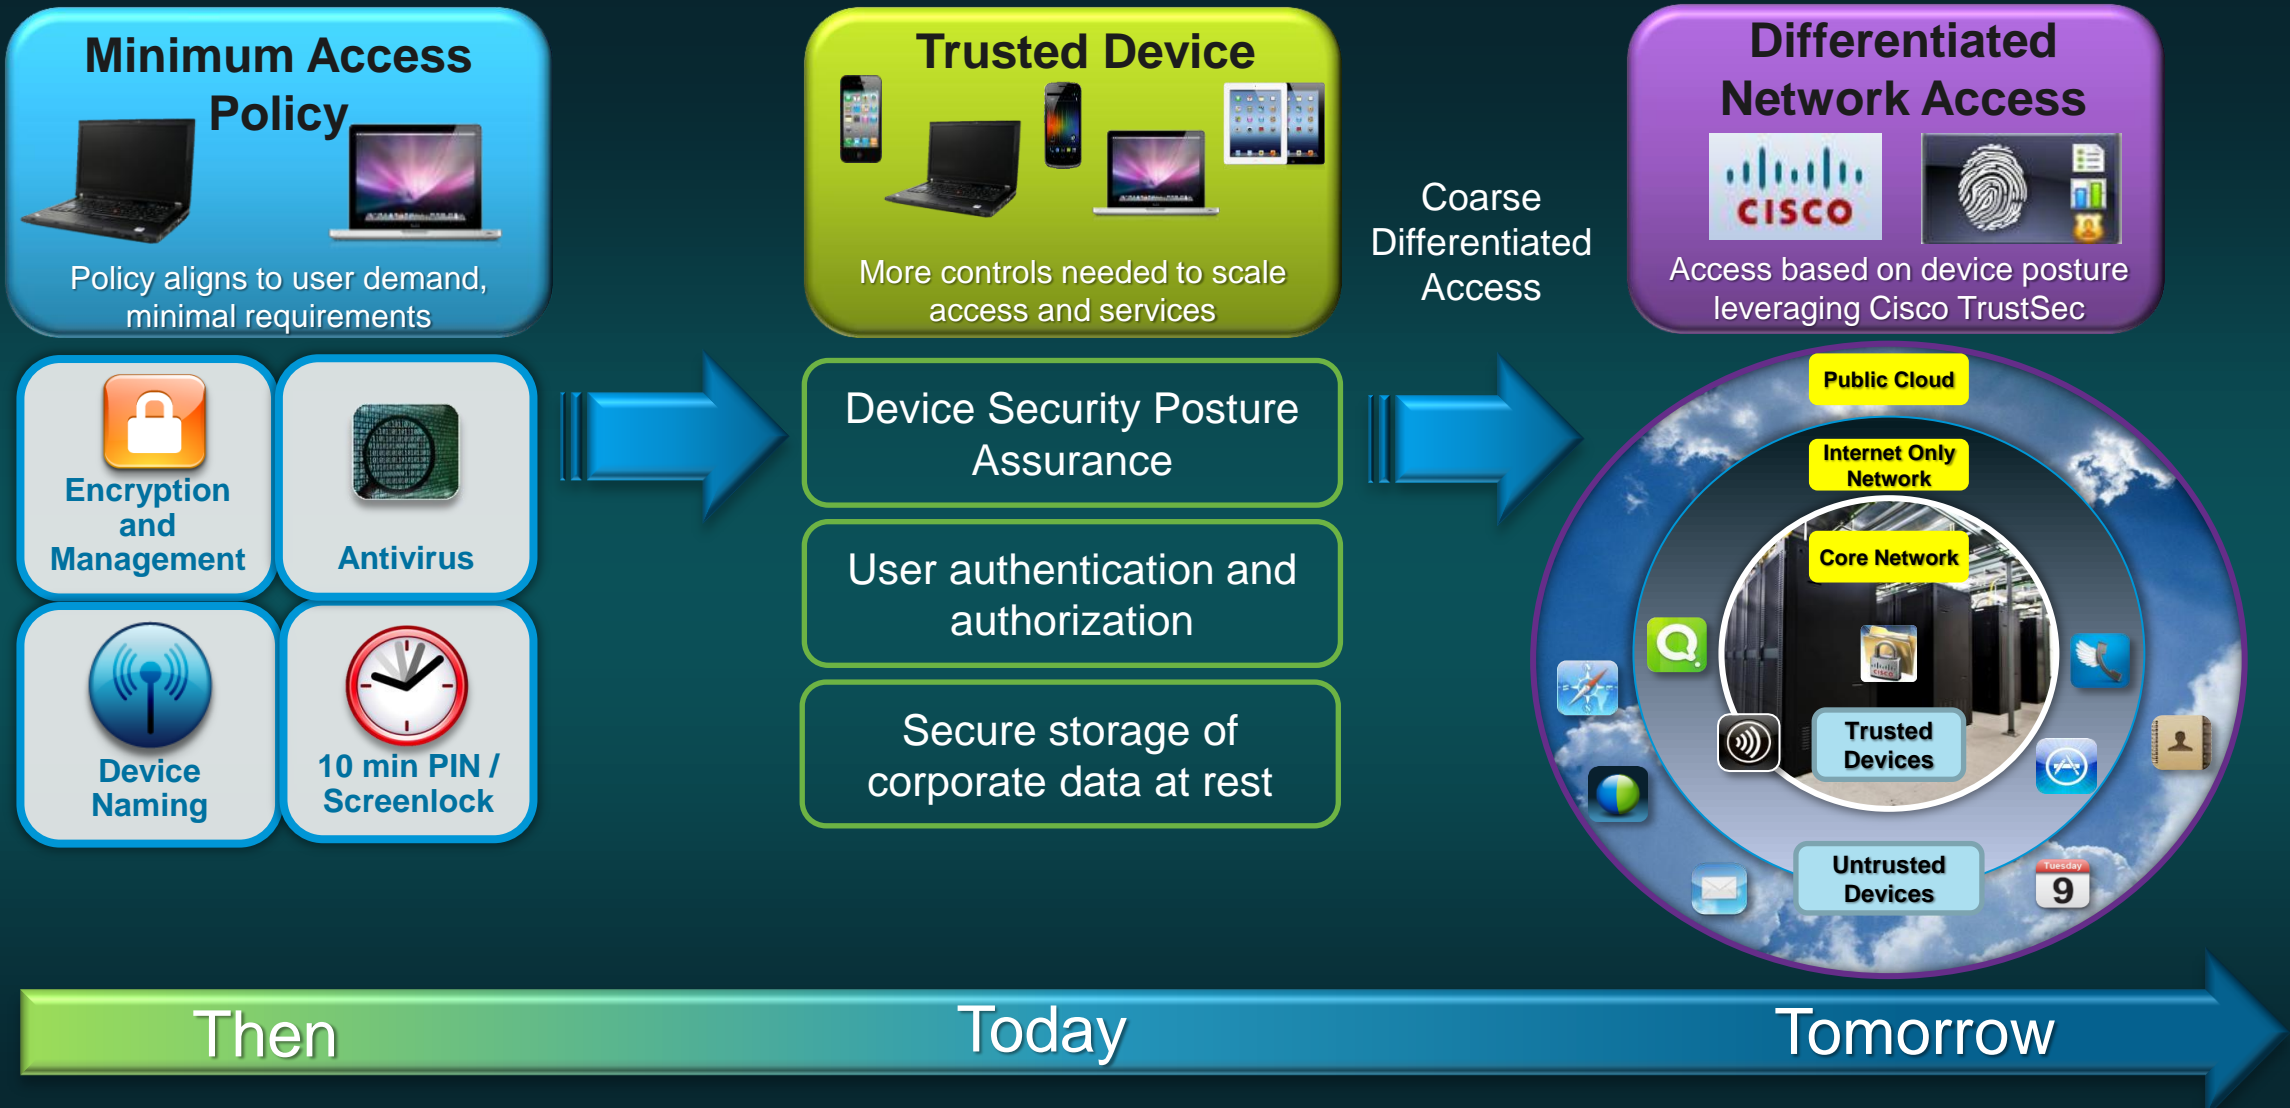 Minimum Access
Policy
Policy aligns to user demand,
minimal requirements
Encryption
and
Management
Antivirus
Device
Naming
10 min PIN /
Screenlock
Trusted Device
More controls needed to scale
access and services
Device Security Posture
Assurance
User authentication and
authorization
Secure storage of
corporate data at rest
Coarse
Differentiated
Access
Differentiated
Network Access
CISCO
Access based on device posture
leveraging Cisco TrustSec
Public Cloud
Internet Only
Network
Core Network
CISCO
Trusted
Devices
Untrusted
Devices
Tuesday
9
Then
Today
Tomorrow